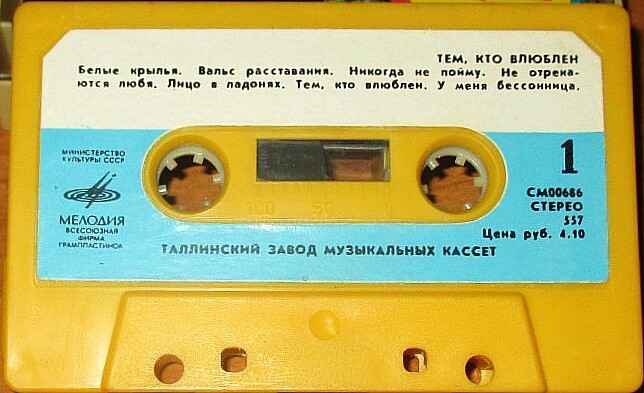 ТЕМ, КТО ВЛЮБЛЕН
Белые крылья. Вальс расставания. Никогда не пойму. Не отрека-
ются любя. Лицо в ладонях. Тем, кто влюблен. У меня бессонница.
МИНИСТЕРСТВО
КУЛЬТУРЫ СССР
МЕЛОДИЯ
ВСЕСОЮЗНАЯ
ФИРМА
ГРАМПЛАСТИНОК
1
СМ00686
СТЕРЕО
557
Цена руб. 4.10
100 50
ТАЛЛИНСКИЙ ЗАВОД МУЗЫКАЛЬНЫХ КАССЕТ